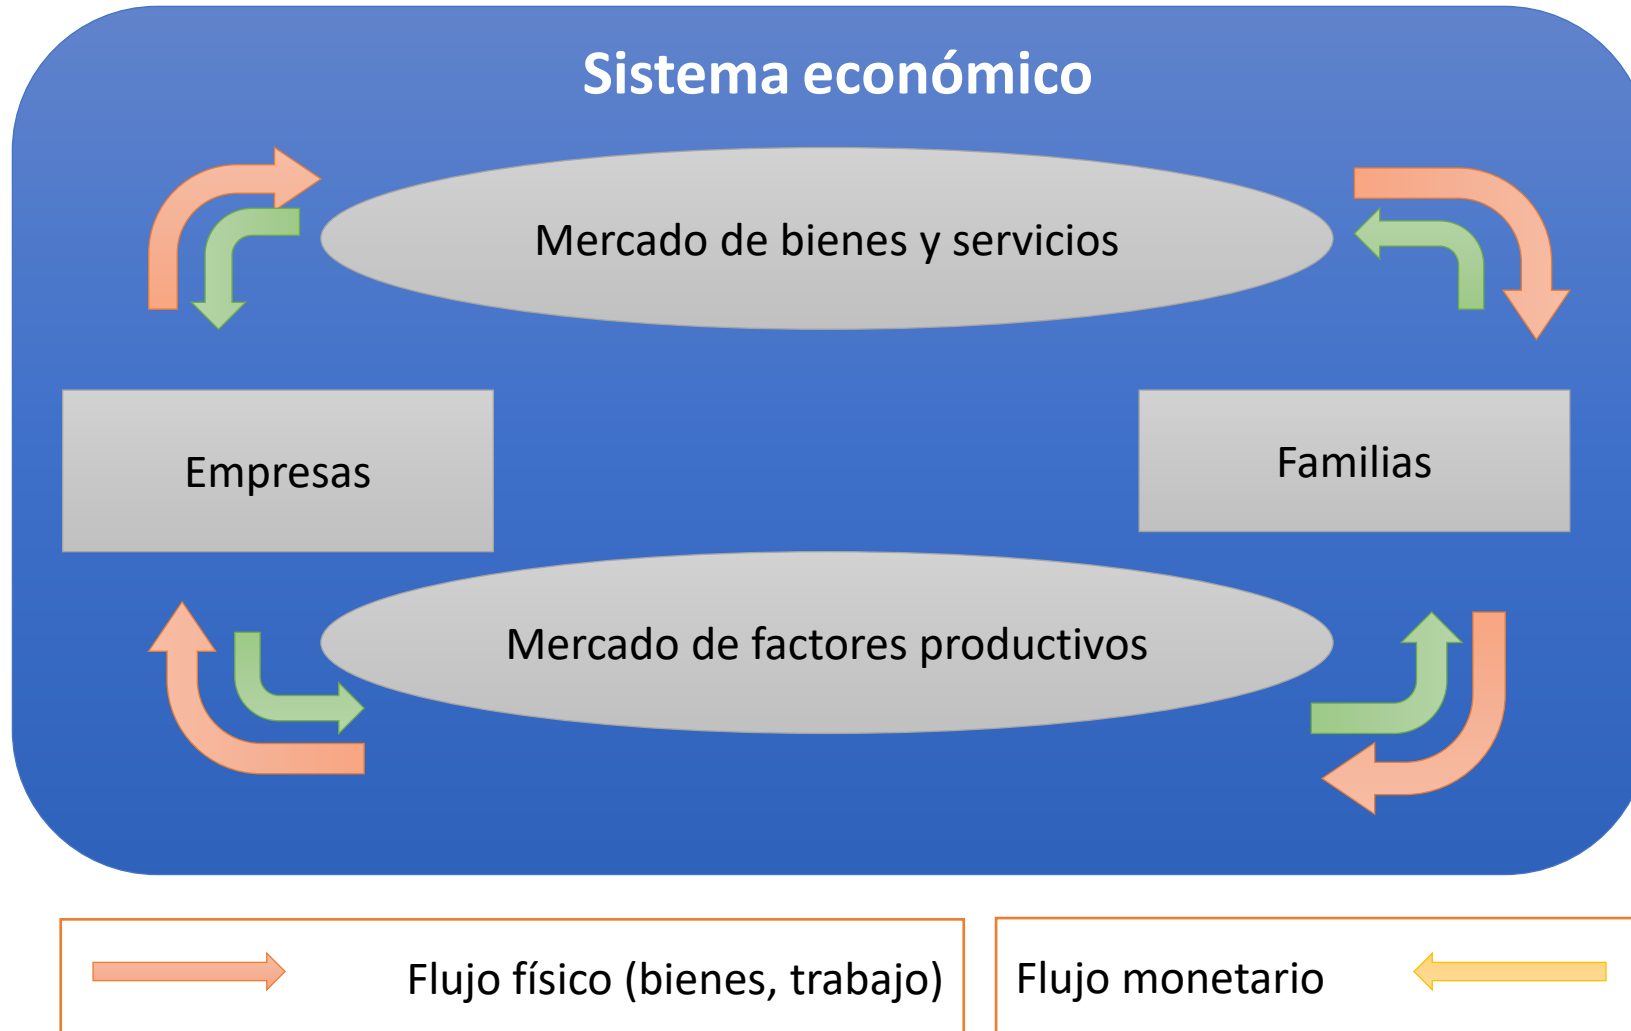 Sistema económico
Mercado de bienes y servicios
Empresas
Familias
Mercado de factores productivos
Flujo físico (bienes, trabajo)
Flujo monetario